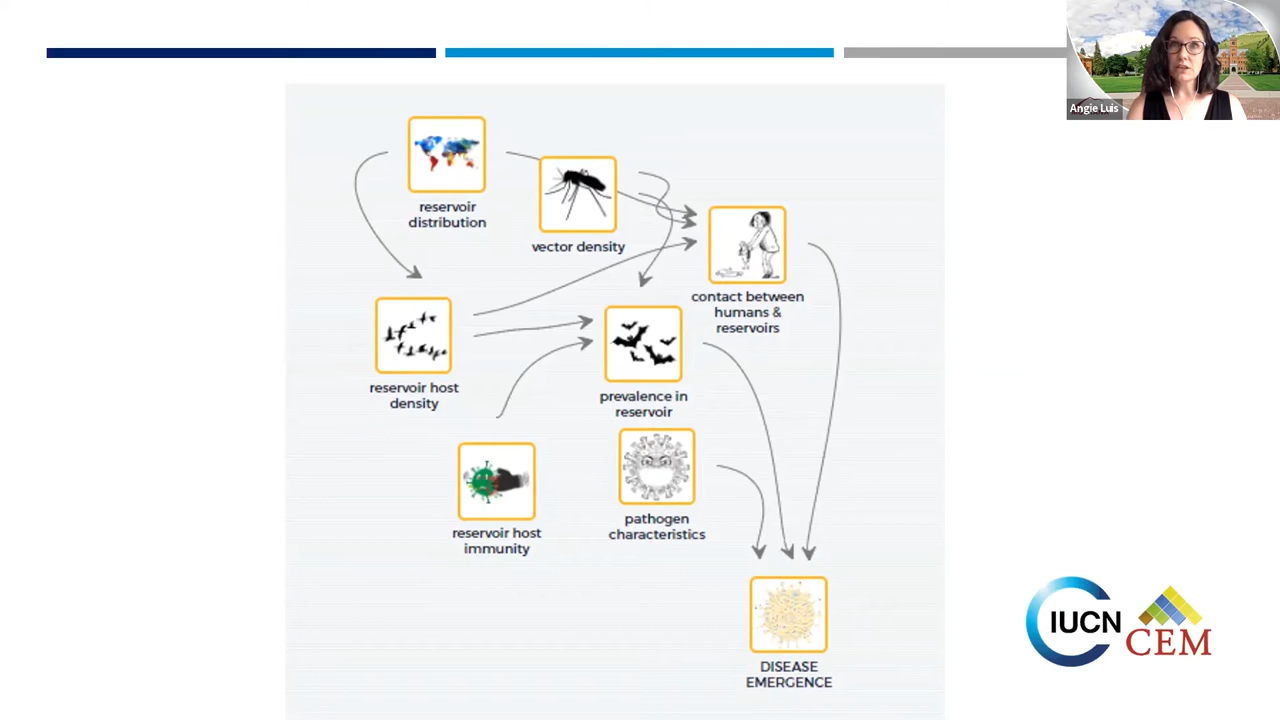 Angie Luis
reservoir
distribution
vector density
contact between
humans &
reservoirs
reservoir host
density
prevalence in
reservoir
reservoir host
immunity
pathogen
characteristics
DISEASE
EMERGENCE
IUCN
CEM